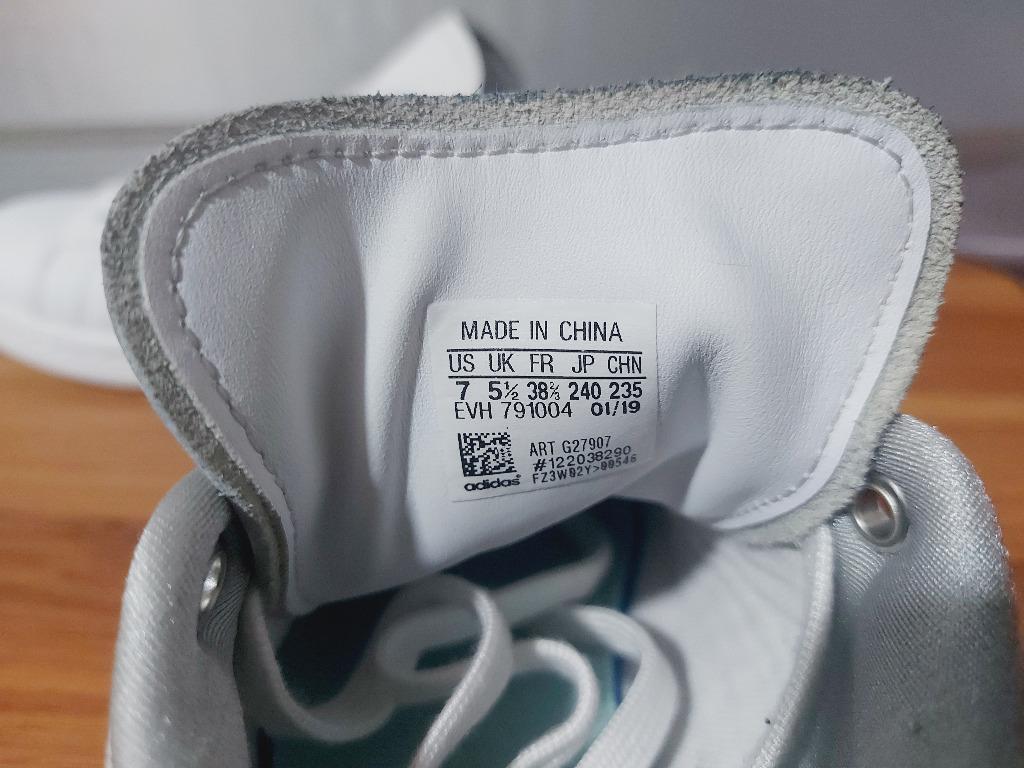 MADE IN CHINA
US UK FR JP CHN
7 5½ 38⅔ 240 235
EVH 791004 01/19
ART G27907
#122038290
FZ3W02Y>00546
adidas